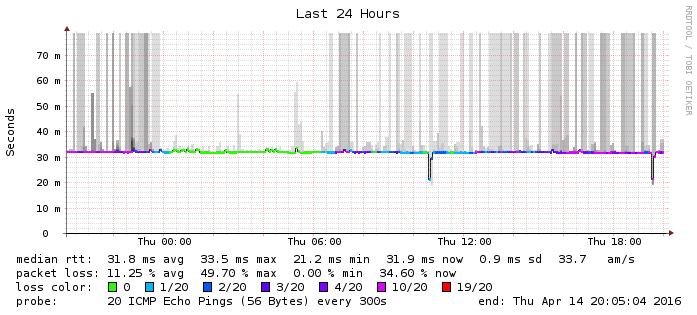 Last 24 Hours
RRDTOOL / TOBI OETIKER
Seconds
70 m
60 m
50 m
40 m
30 m
20 m
10 m
0
Thu 00:00 Thu 06:00 Thu 12:00 Thu 18:00
median rtt: 31.8 ms avg 33.5 ms max 21.2 ms min 31.9 ms now 0.9 ms sd 33.7 am/s
packet loss: 11.25 % avg 49.70 % max 0.00 % min 34.60 % now
loss color: 0 1/20 2/20 3/20 4/20 10/20 19/20
probe: 20 ICMP Echo Pings (56 Bytes) every 300s end: Thu Apr 14 20:05:04 2016